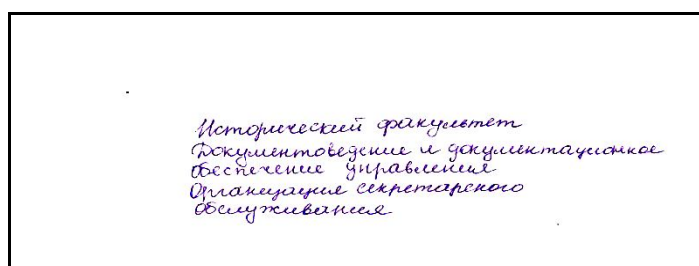 Исторический факультет
Документоведение и документационное
обеспечение управления
Организация секретарского
обслуживания